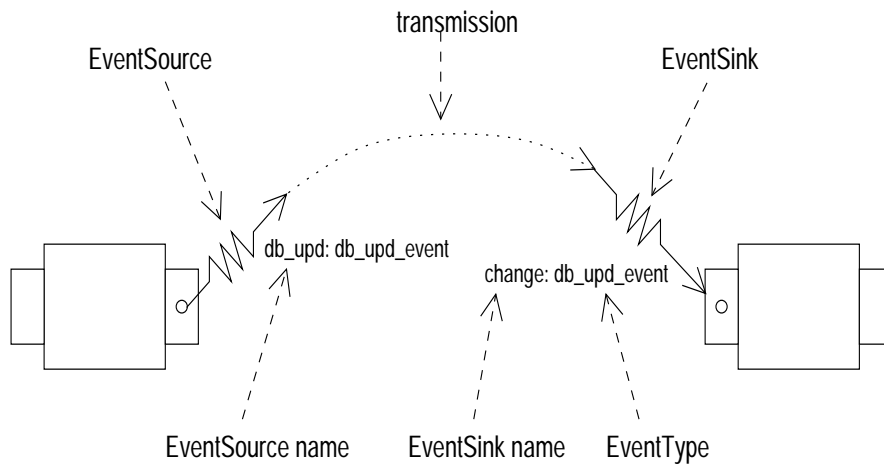 transmission
EventSource
EventSink
db_upd: db_upd_event
change: db_upd_event
EventSource name
EventSink name
EventType